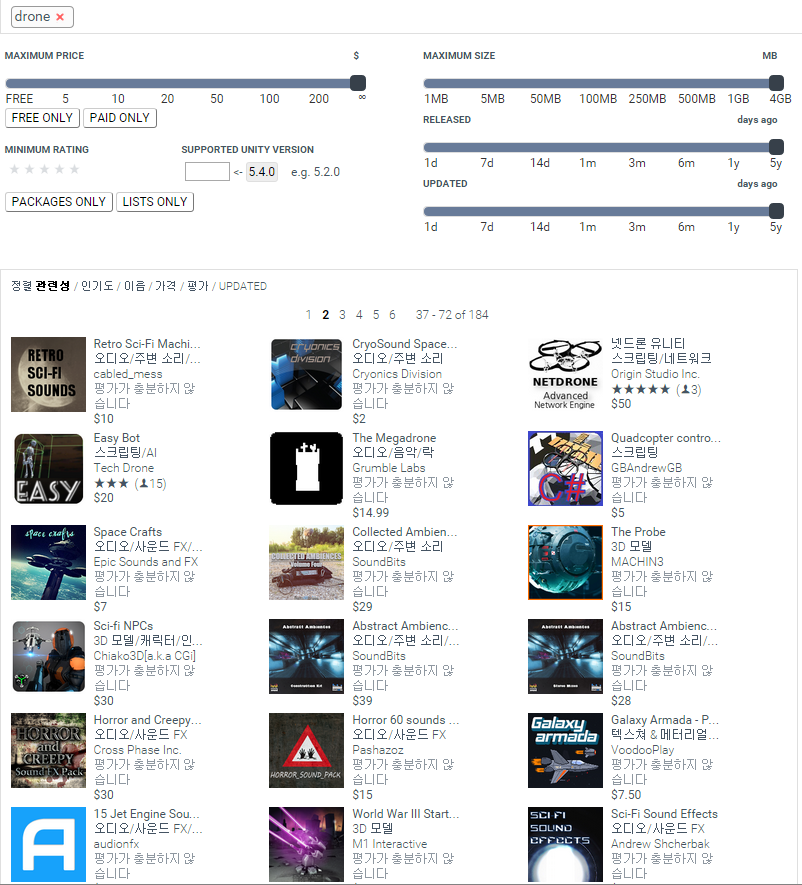 drone ×
MAXIMUM PRICE $
FREE 5 10 20 50 100 200 ∞
FREE ONLY PAID ONLY
MINIMUM RATING SUPPORTED UNITY VERSION
★★★★★ <- 5.4.0 e.g. 5.2.0
PACKAGES ONLY LISTS ONLY
MAXIMUM SIZE MB
1MB 5MB 50MB 100MB 250MB 500MB 1GB 4GB
RELEASED days ago
1d 7d 14d 1m 3m 6m 1y 5y
UPDATED days ago
1d 7d 14d 1m 3m 6m 1y 5y
정렬 관련성 / 인기도 / 이름 / 가격 / 평가 / UPDATED
1 2 3 4 5 6 37 - 72 of 184
RETRO
SCI-FI
SOUNDS
Retro Sci-Fi Machi...
오디오/주변 소리/...
cabled_mess
평가가 충분하지 않
습니다
$10
CRYONICS
DIVISION
CryoSound Space...
오디오/주변 소리
Cryonics Division
평가가 충분하지 않
습니다
$2
NETDRONE
Advanced
Network Engine
넷드론 유니티
스크립팅/네트워크
Origin Studio Inc.
★★★★★ (3)
$50
EASY
Easy Bot
스크립팅/AI
Tech Drone
★★★ (15)
$20
The Megadrone
오디오/음악/락
Grumble Labs
평가가 충분하지 않
습니다
$14.99
C#
Quadcopter contro...
스크립팅
GBAndrewGB
평가가 충분하지 않
습니다
$5
space crafts
Space Crafts
오디오/사운드 FX/...
Epic Sounds and FX
평가가 충분하지 않
습니다
$7
COLLECTED AMBIENCES
Volume Four
Collected Ambien...
오디오/주변 소리
SoundBits
평가가 충분하지 않
습니다
$29
The Probe
3D 모델
MACHIN3
평가가 충분하지 않
습니다
$15
Sci-fi NPCs
3D 모델/캐릭터/인...
Chiako3D[a.k.a CGi]
평가가 충분하지 않
습니다
$30
Abstract Ambiences
Construction Kit
Abstract Ambienc...
오디오/주변 소리/...
SoundBits
평가가 충분하지 않
습니다
$39
Abstract Ambiences
Stereo Mixes
Abstract Ambienc...
오디오/주변 소리/...
SoundBits
평가가 충분하지 않
습니다
$28
HORROR
and
CREEPY
Sound FX Pack
Horror and Creepy...
오디오/사운드 FX
Cross Phase Inc.
평가가 충분하지 않
습니다
$30
HORROR_SOUND_PACK
Horror 60 sounds ...
오디오/사운드 FX
Pashazoz
평가가 충분하지 않
습니다
$15
Galaxy
armada
Galaxy Armada - P...
텍스쳐 & 메터리얼...
VoodooPlay
평가가 충분하지 않
습니다
$7.50
A
15 Jet Engine Sou...
오디오/사운드 FX/...
audionfx
평가가 충분하지 않
습니다
World War III Start...
3D 모델
M1 Interactive
평가가 충분하지 않
습니다
SCI FI
SOUND
EFFECTS
Sci-Fi Sound Effects
오디오/사운드 FX
Andrew Shcherbak
평가가 충분하지 않
습니다